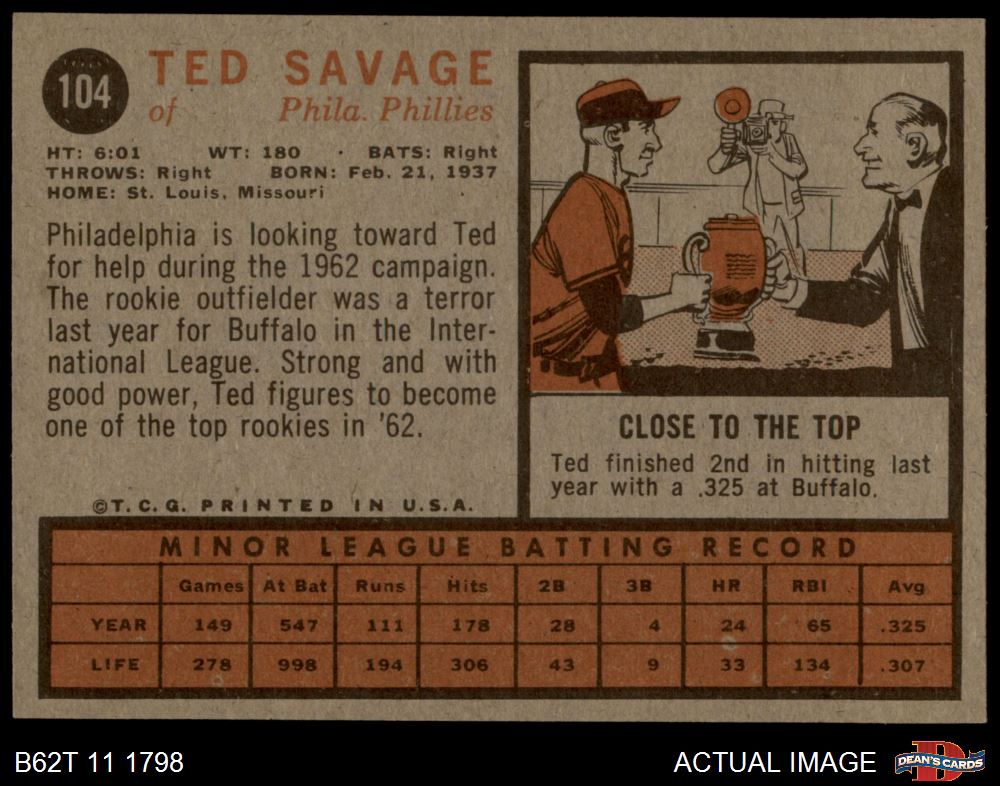 104
TED SAVAGE
of Phila. Phillies
HT: 6:01 WT: 180 · BATS: Right
THROWS: Right BORN: Feb. 21, 1937
HOME: St. Louis, Missouri
Philadelphia is looking toward Ted
for help during the 1962 campaign.
The rookie outfielder was a terror
last year for Buffalo in the Inter-
national League. Strong and with
good power, Ted figures to become
one of the top rookies in '62.
©T. C. G. PRINTED IN U.S.A.
CLOSE TO THE TOP
Ted finished 2nd in hitting last
year with a .325 at Buffalo.
MINOR LEAGUE BATTING RECORD
Games At Bat Runs Hits 2B 3B HR RBI Avg
YEAR 149 547 111 178 28 4 24 65 .325
LIFE 278 998 194 306 43 9 33 134 .307
B62T 11 1798
ACTUAL IMAGE
D
DEAN'S CARDS